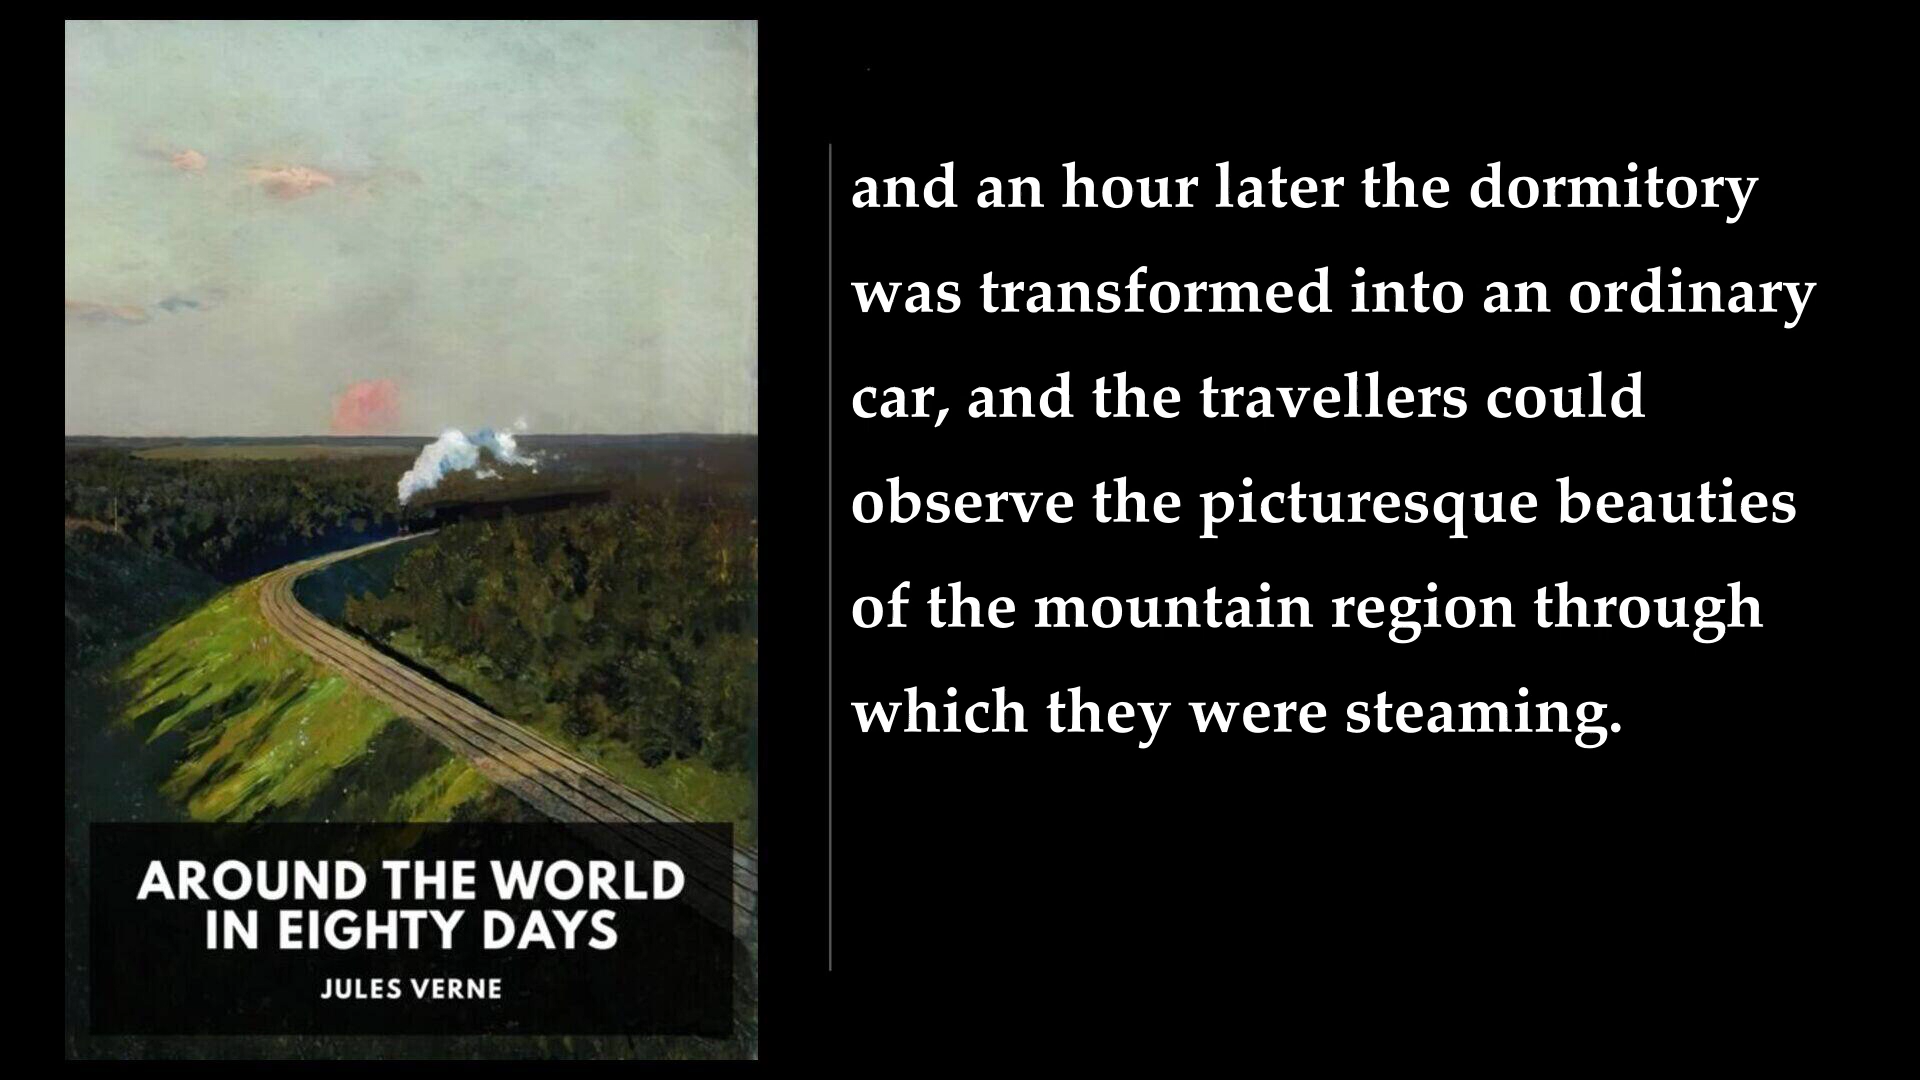 AROUND THE WORLD
IN EIGHTY DAYS
JULES VERNE
and an hour later the dormitory
was transformed into an ordinary
car, and the travellers could
observe the picturesque beauties
of the mountain region through
which they were steaming.